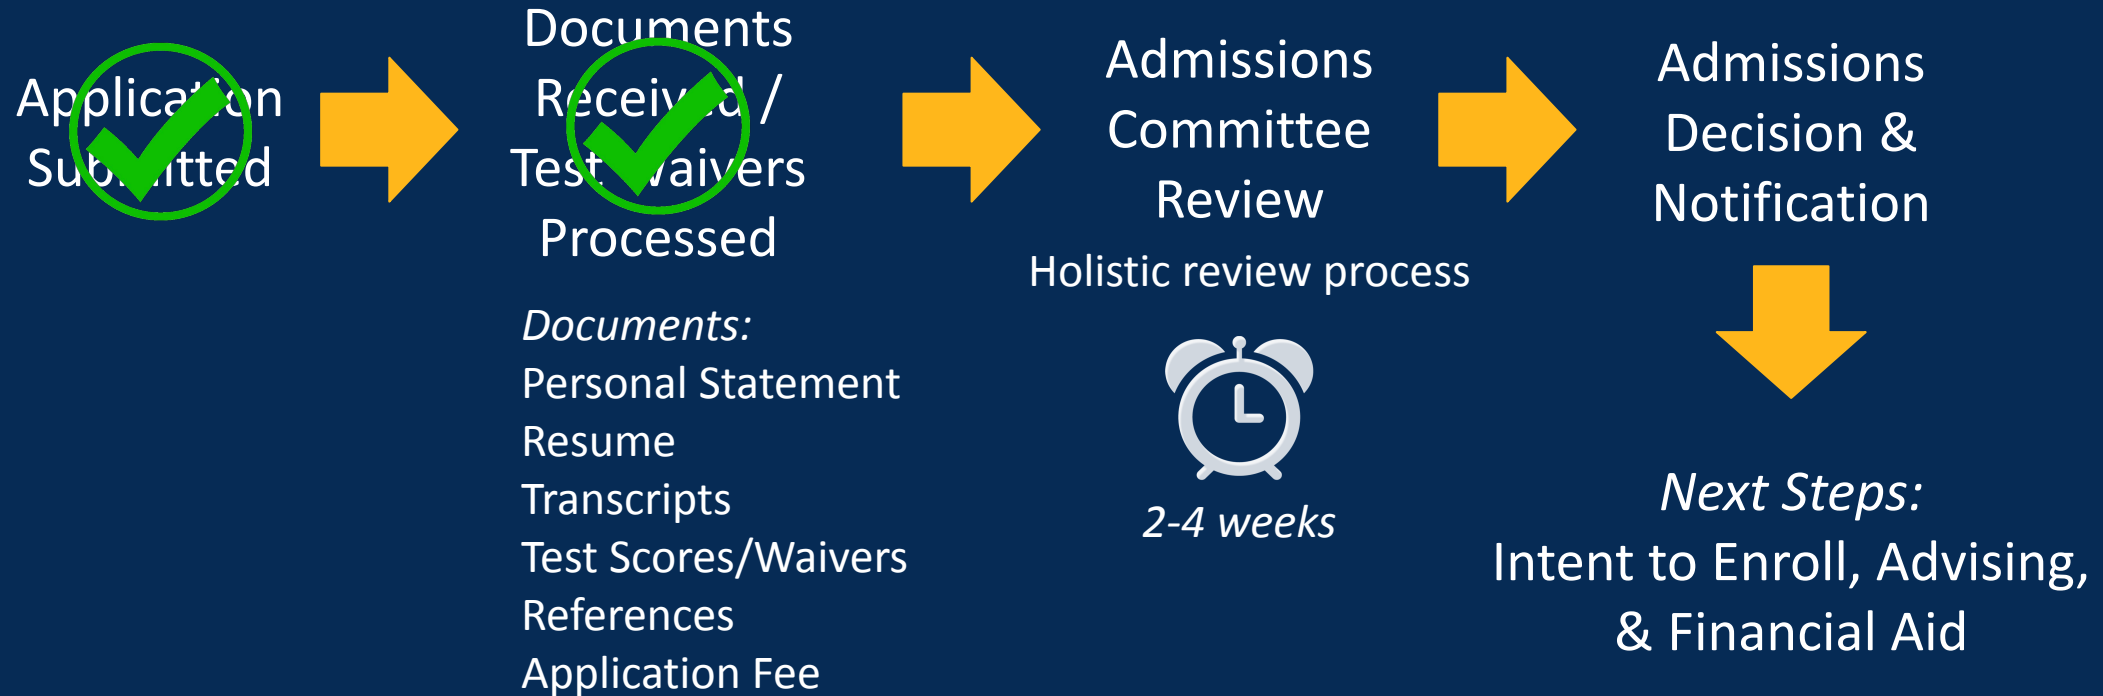 Application
Submitted
Documents
Received /
Test Waivers
Processed
Documents:
Personal Statement
Resume
Transcripts
Test Scores/Waivers
References
Application Fee
Admissions
Committee
Review
Holistic review process
2-4 weeks
Admissions
Decision &
Notification
Next Steps:
Intent to Enroll, Advising,
& Financial Aid